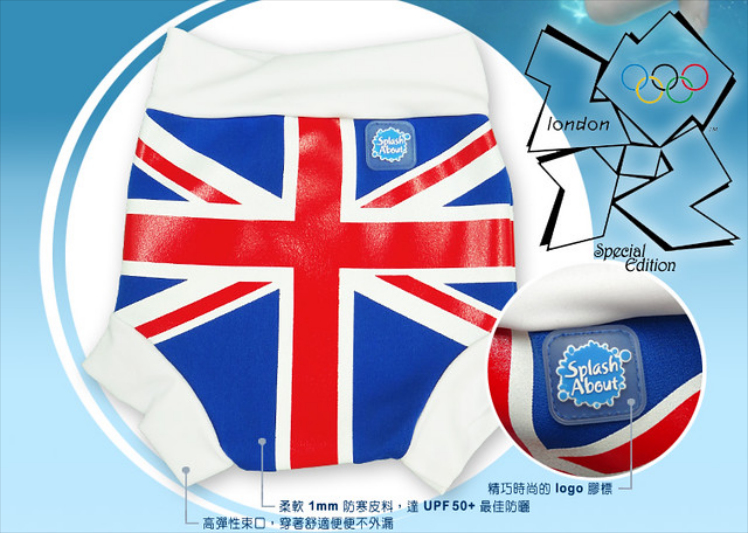 Splash
About
london
TM
Special
Edition
Splash
About
精巧時尚的 logo 膠標
柔軟 1mm 防寒皮料，達 UPF 50+ 最佳防曬
高彈性束口，穿著舒適便便不外漏